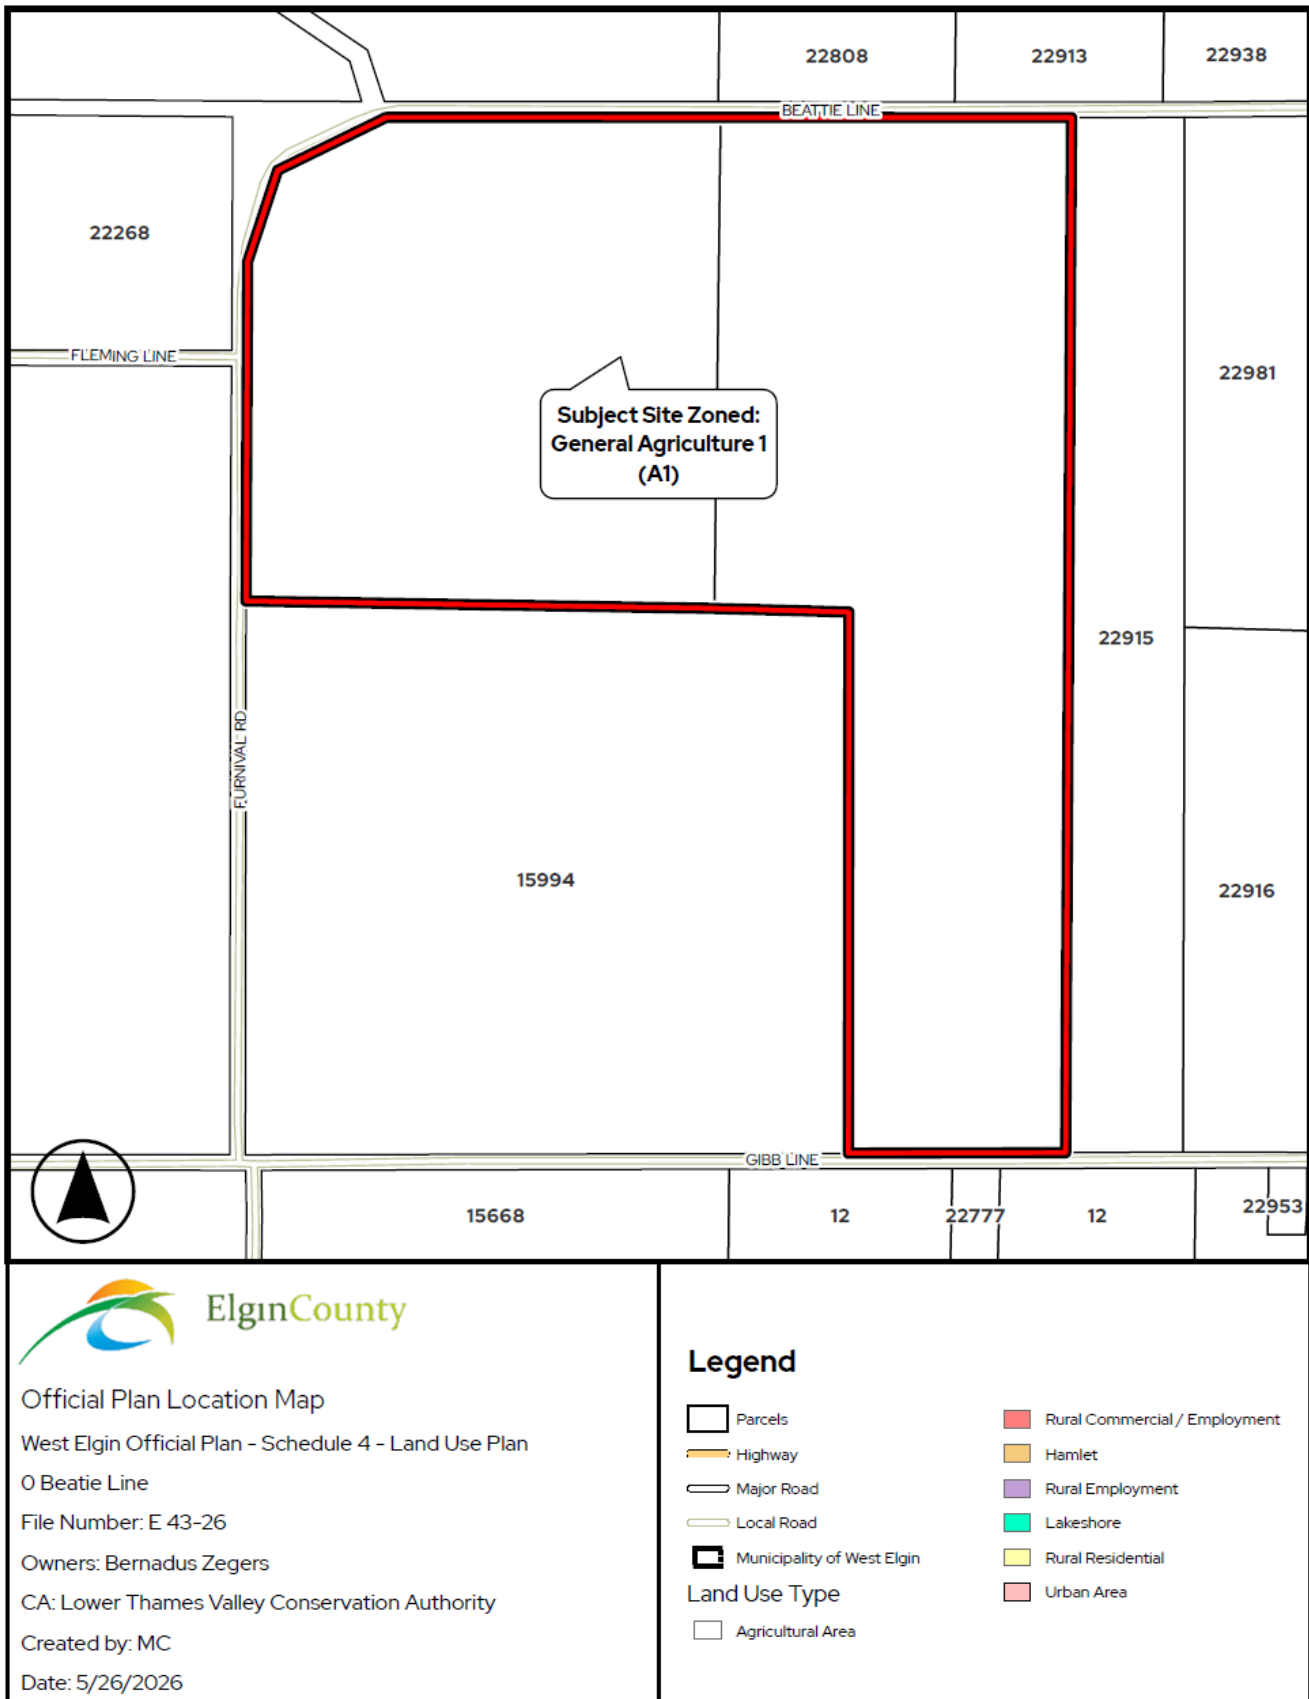 22808
22913
22938
BEATTIE LINE
22268
FLEMING LINE
22981
Subject Site Zoned:
General Agriculture 1
(A1)
22915
FURNIVAL RD
15994
22916
GIBB LINE
15668
12
22777
12
22953
ElginCounty
Official Plan Location Map
West Elgin Official Plan - Schedule 4 - Land Use Plan
0 Beatie Line
File Number: E 43-26
Owners: Bernadus Zegers
CA: Lower Thames Valley Conservation Authority
Created by: MC
Date: 5/26/2026
Legend
Parcels
Highway
Major Road
Local Road
Municipality of West Elgin
Land Use Type
Agricultural Area
Rural Commercial / Employment
Hamlet
Rural Employment
Lakeshore
Rural Residential
Urban Area